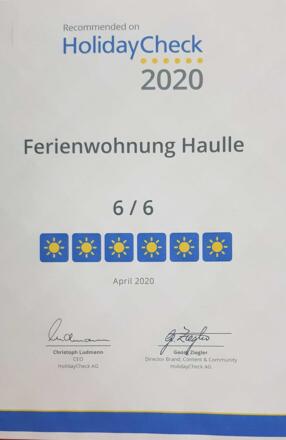 Recommended on
HolidayCheck
2020
Ferienwohnung Haulle
6 / 6
April 2020
Christoph Ludmann
CEO
HolidayCheck AG
Georg Ziegler
Director Brand, Content & Community
HolidayCheck AG